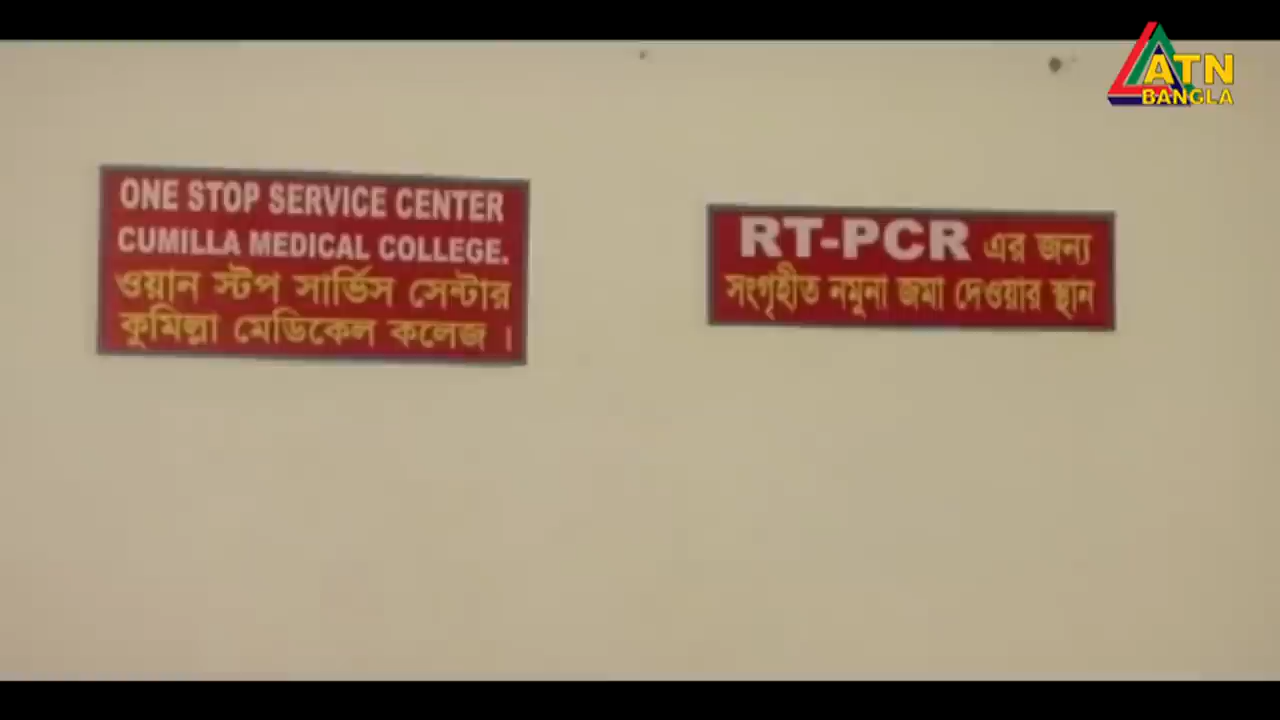 ATN
BANGLA
ONE STOP SERVICE CENTER
CUMILLA MEDICAL COLLEGE.
ওয়ান স্টপ সার্ভিস সেন্টার
কুমিল্লা মেডিকেল কলেজ ।
RT-PCR এর জন্য
সংগৃহীত নমুনা জমা দেওয়ার স্থান